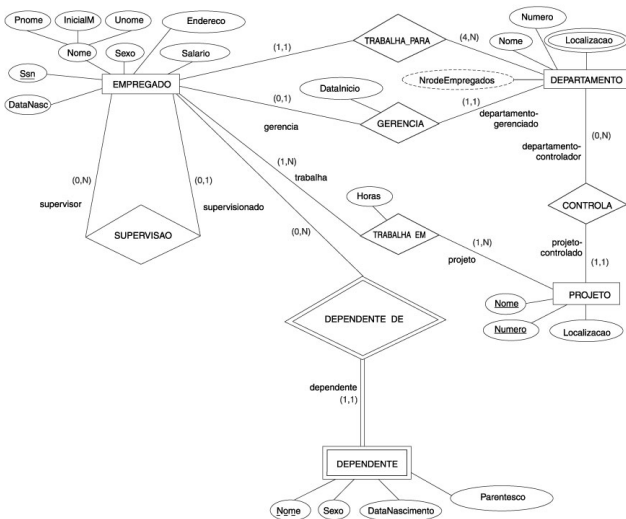 Pnome
InicialM
Unome
Endereco
Nome
Sexo
Salario
Ssn
DataNasc
EMPREGADO
(1,1)
TRABALHA_PARA
(4,N)
Numero
Nome
Localizacao
NrodeEmpregados
DEPARTAMENTO
DataInicio
(0,1)
gerencia
GERENCIA
(1,1)
departamento-
gerenciado
(0,N)
departamento-
controlador
(1,N)
trabalha
(0,N)
supervisor
(0,1)
supervisionado
SUPERVISAO
(0,N)
Horas
TRABALHA EM
(1,N)
projeto
CONTROLA
projeto-
controlado
(1,1)
PROJETO
Nome
Numero
Localizacao
DEPENDENTE DE
dependente
(1,1)
DEPENDENTE
Nome
Sexo
DataNascimento
Parentesco